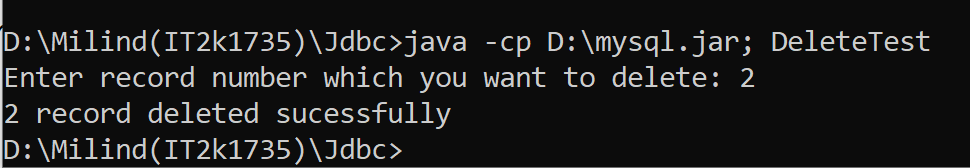 D:\Milind(IT2k1735)\Jdbc>java -cp D:\mysql.jar; DeleteTest
Enter record number which you want to delete: 2
2 record deleted sucessfully
D:\Milind(IT2k1735)\Jdbc>